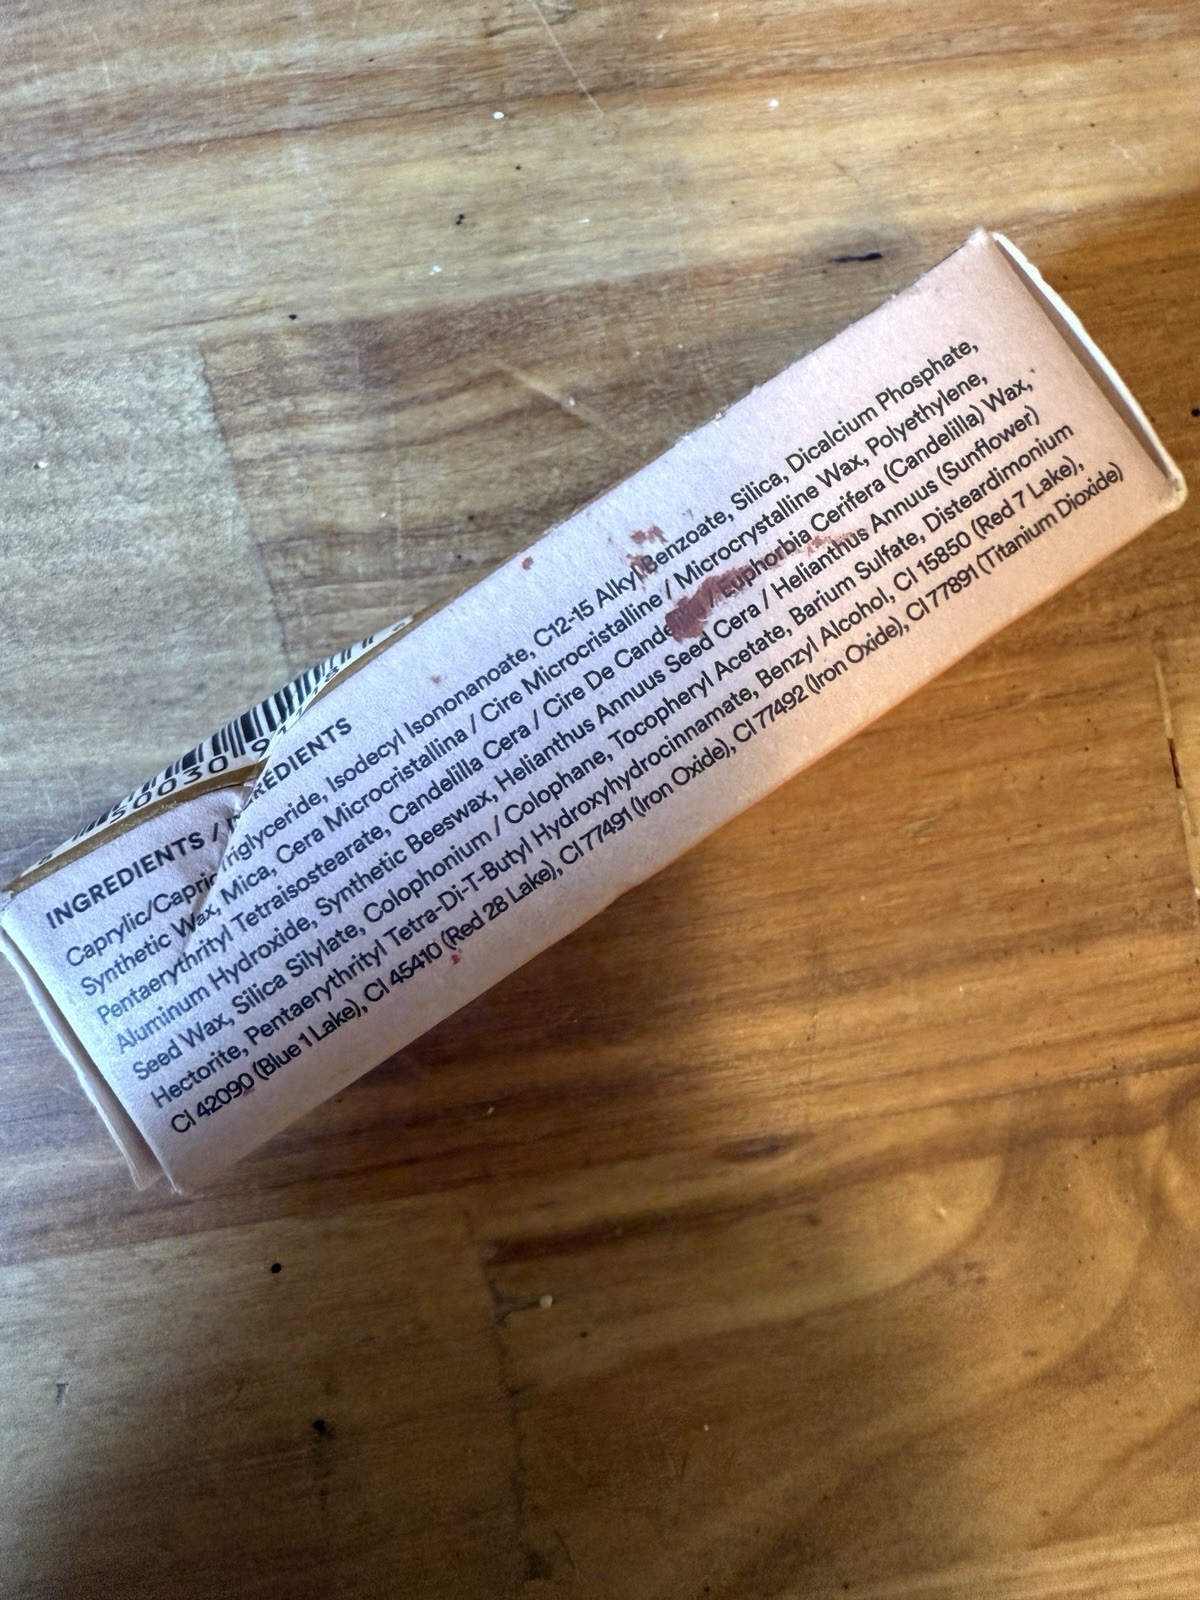 INGREDIENTS / INGRÉDIENTS
Caprylic/Capric Triglyceride, Isodecyl Isononanoate, C12-15 Alkyl Benzoate, Silica, Dicalcium Phosphate,
Synthetic Wax, Mica, Cera Microcristallina / Cire Microcristalline / Microcrystalline Wax, Polyethylene,
Pentaerythrityl Tetraisostearate, Candelilla Cera / Cire De Candelilla / Euphorbia Cerifera (Candelilla) Wax,
Aluminum Hydroxide, Synthetic Beeswax, Helianthus Annuus Seed Cera / Helianthus Annuus (Sunflower)
Seed Wax, Silica Silylate, Colophonium / Colophane, Tocopheryl Acetate, Barium Sulfate, Disteardimonium
Hectorite, Pentaerythrityl Tetra-Di-T-Butyl Hydroxyhydrocinnamate, Benzyl Alcohol, CI 15850 (Red 7 Lake),
CI 42090 (Blue 1 Lake), CI 45410 (Red 28 Lake), CI 77491 (Iron Oxide), CI 77492 (Iron Oxide), CI 77891 (Titanium Dioxide)